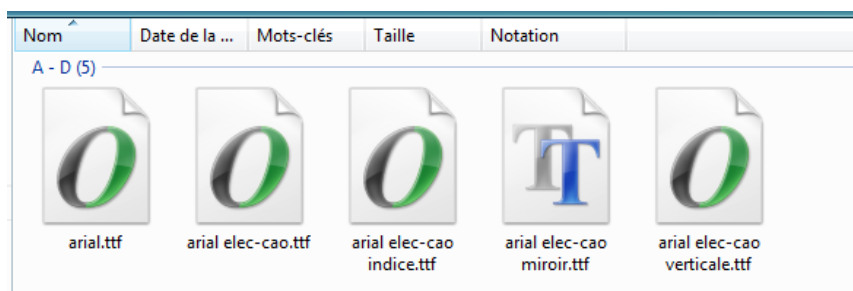 Nom Date de la ... Mots-clés Taille Notation
A - D (5)
arial.ttf
arial elec-cao.ttf
arial elec-cao
indice.ttf
arial elec-cao
miroir.ttf
arial elec-cao
verticale.ttf